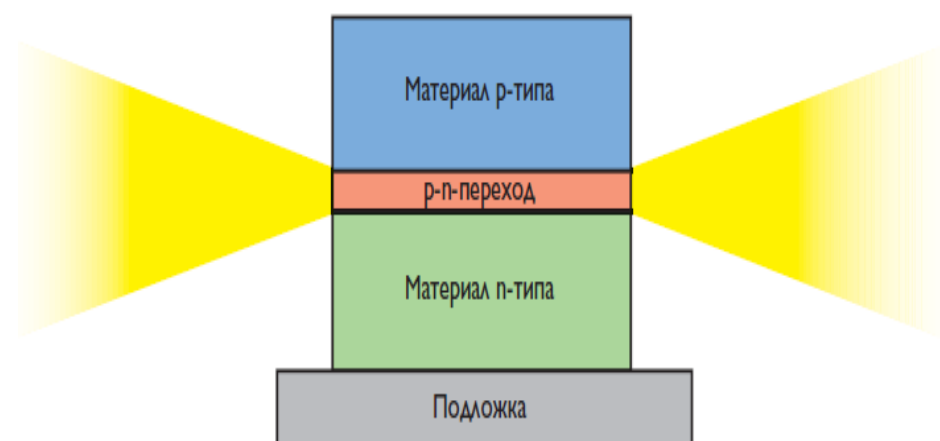 Материал p-типа
p-n-переход
Материал n-типа
Подложка